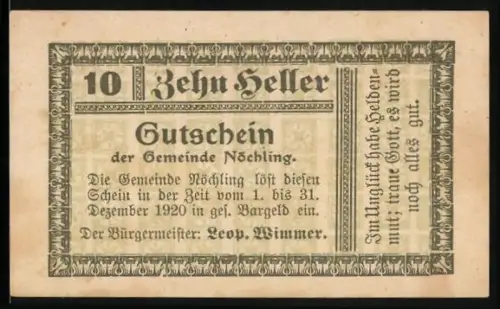 10 Zehn Heller
Gutschein
der Gemeinde Nöchling.
Die Gemeinde Nöchling löst diesen
Schein in der Zeit vom 1. bis 31.
Dezember 1920 in ges. Bargeld ein.
Der Bürgermeister: Leop. Wimmer.
Im Unglück habe Helden-
mut; traue Gott, es wird
noch alles gut.